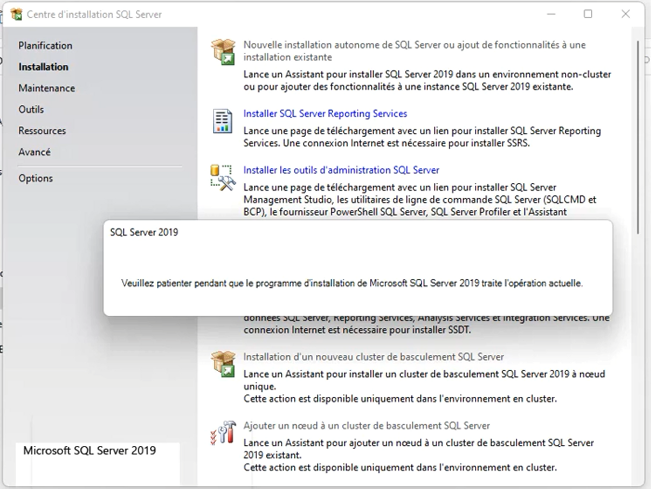 Centre d'installation SQL Server
Planification
Installation
Maintenance
Outils
Ressources
Avancé
Options
Nouvelle installation autonome de SQL Server ou ajout de fonctionnalités à une
installation existante
Lance un Assistant pour installer SQL Server 2019 dans un environnement non-cluster
ou pour ajouter des fonctionnalités à une instance SQL Server 2019 existante.
Installer SQL Server Reporting Services
Lance une page de téléchargement avec un lien pour installer SQL Server Reporting
Services. Une connexion Internet est nécessaire pour installer SSRS.
Installer les outils d'administration SQL Server
Lance une page de téléchargement avec un lien pour installer SQL Server
Management Studio, les utilitaires de ligne de commande SQL Server (SQLCMD et
BCP), le fournisseur PowerShell SQL Server, SQL Server Profiler et l'Assistant
SQL Server 2019
Veuillez patienter pendant que le programme d'installation de Microsoft SQL Server 2019 traite l'opération actuelle.
données SQL Server, Reporting Services, Analysis Services et Integration Services. Une
connexion Internet est nécessaire pour installer SSDT.
Installation d'un nouveau cluster de basculement SQL Server
Lance un Assistant pour installer un cluster de basculement SQL Server 2019 à nœud
unique.
Cette action est disponible uniquement dans l'environnement en cluster.
Ajouter un nœud à un cluster de basculement SQL Server
Lance un Assistant pour ajouter un nœud à un cluster de basculement SQL Server
2019 existant.
Cette action est disponible uniquement dans l'environnement en cluster.
Microsoft SQL Server 2019